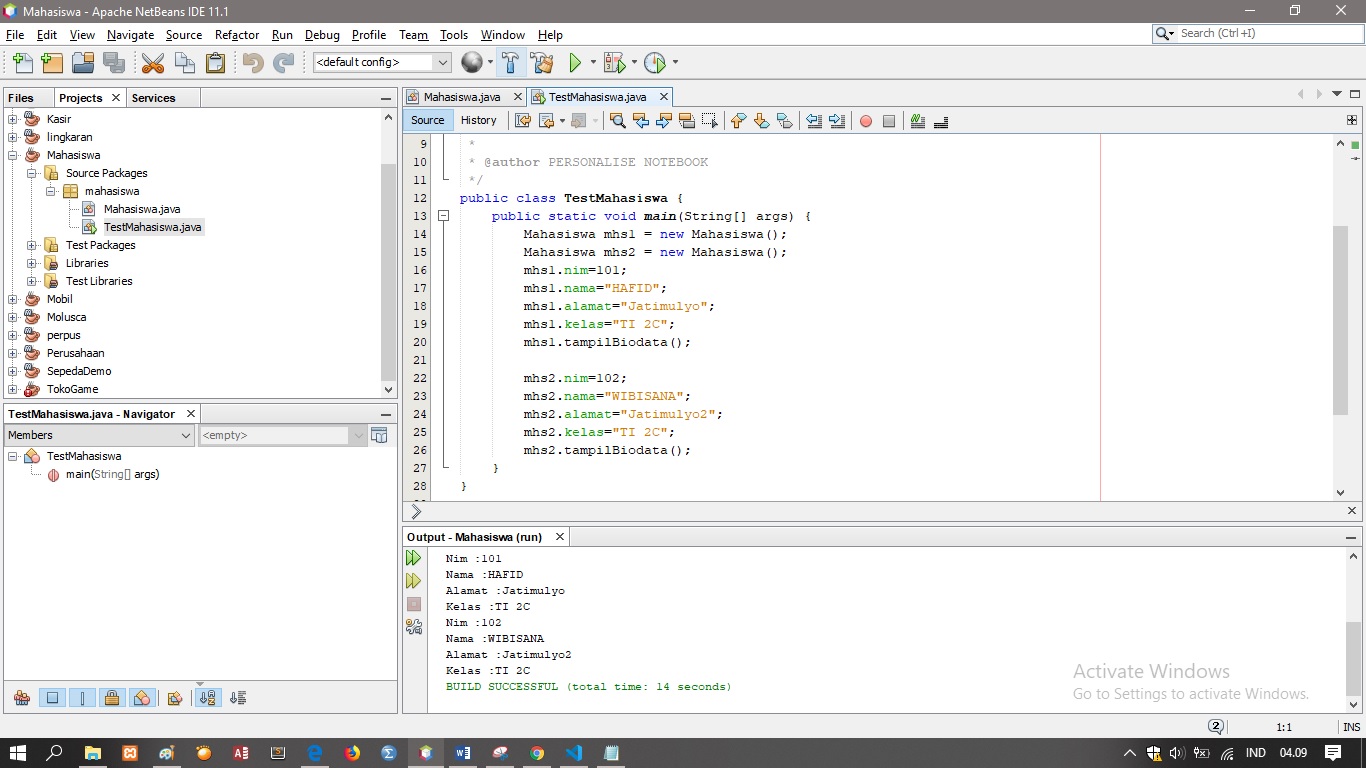 Mahasiswa - Apache NetBeans IDE 11.1
File Edit View Navigate Source Refactor Run Debug Profile Team Tools Window Help
Search (Ctrl+I)
<default config>
Files Projects Services
Kasir
lingkaran
Mahasiswa
Source Packages
mahasiswa
Mahasiswa.java
TestMahasiswa.java
Test Packages
Libraries
Test Libraries
Mobil
Molusca
perpus
Perusahaan
SepedaDemo
TokoGame
TestMahasiswa.java - Navigator
Members <empty>
TestMahasiswa
main(String[] args)
Mahasiswa.java TestMahasiswa.java
Source History
9 *
10 * @author PERSONALISE NOTEBOOK
11 */
12 public class TestMahasiswa {
13 public static void main(String[] args) {
14 Mahasiswa mhs1 = new Mahasiswa();
15 Mahasiswa mhs2 = new Mahasiswa();
16 mhs1.nim=101;
17 mhs1.nama="HAFID";
18 mhs1.alamat="Jatimulyo";
19 mhs1.kelas="TI 2C";
20 mhs1.tampilBiodata();
21
22 mhs2.nim=102;
23 mhs2.nama="WIBISANA";
24 mhs2.alamat="Jatimulyo2";
25 mhs2.kelas="TI 2C";
26 mhs2.tampilBiodata();
27 }
28 }
Output - Mahasiswa (run)
Nim :101
Nama :HAFID
Alamat :Jatimulyo
Kelas :TI 2C
Nim :102
Nama :WIBISANA
Alamat :Jatimulyo2
Kelas :TI 2C
BUILD SUCCESSFUL (total time: 14 seconds)
Activate Windows
Go to Settings to activate Windows.
2 1:1 INS
IND 04.09